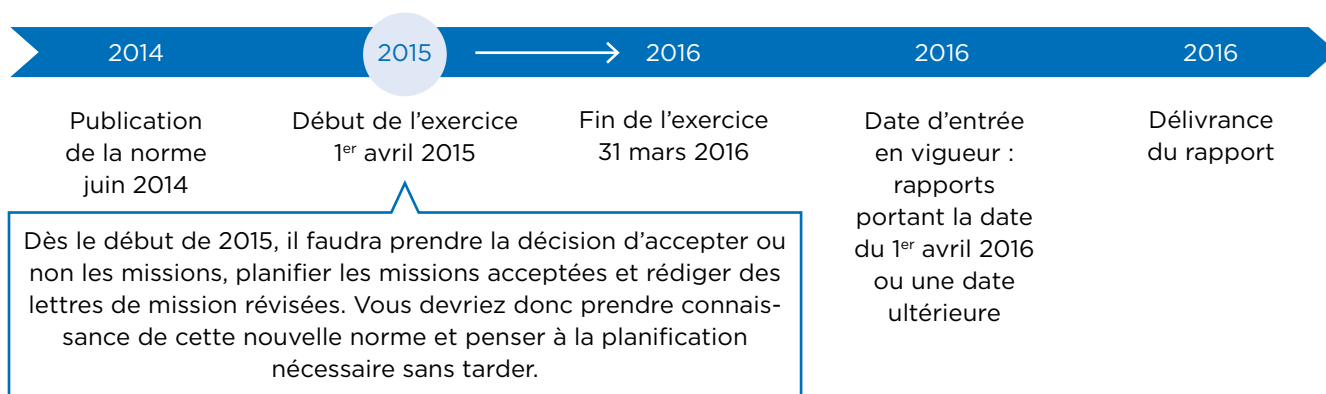 2014
2015
2016
2016
2016
Publication
de la norme
juin 2014
Début de l'exercice
1er avril 2015
Fin de l'exercice
31 mars 2016
Date d'entrée
en vigueur :
rapports
portant la date
du 1er avril 2016
ou une date
ultérieure
Délivrance
du rapport
Dès le début de 2015, il faudra prendre la décision d'accepter ou
non les missions, planifier les missions acceptées et rédiger des
lettres de mission révisées. Vous devriez donc prendre connais-
sance de cette nouvelle norme et penser à la planification
nécessaire sans tarder.